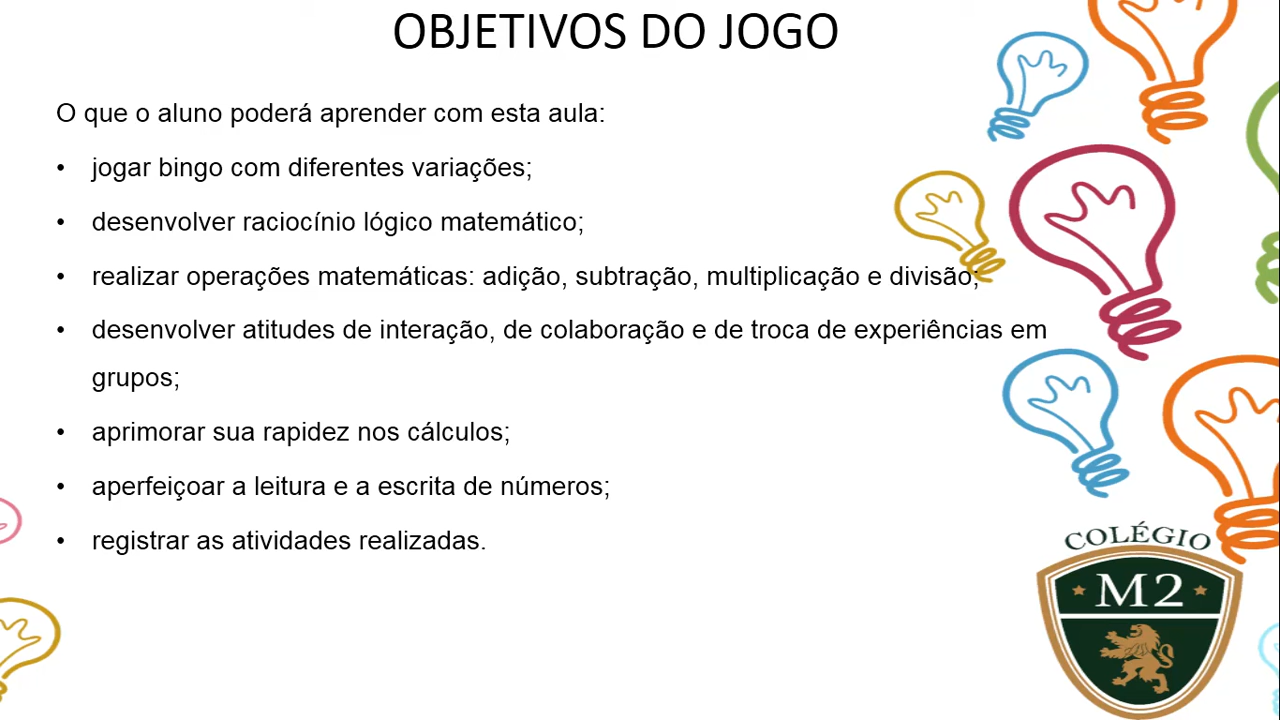 OBJETIVOS DO JOGO
O que o aluno poderá aprender com esta aula:
• jogar bingo com diferentes variações;
• desenvolver raciocínio lógico matemático;
• realizar operações matemáticas: adição, subtração, multiplicação e divisão;
• desenvolver atitudes de interação, de colaboração e de troca de experiências em
grupos;
• aprimorar sua rapidez nos cálculos;
• aperfeiçoar a leitura e a escrita de números;
• registrar as atividades realizadas.
COLÉGIO
M2